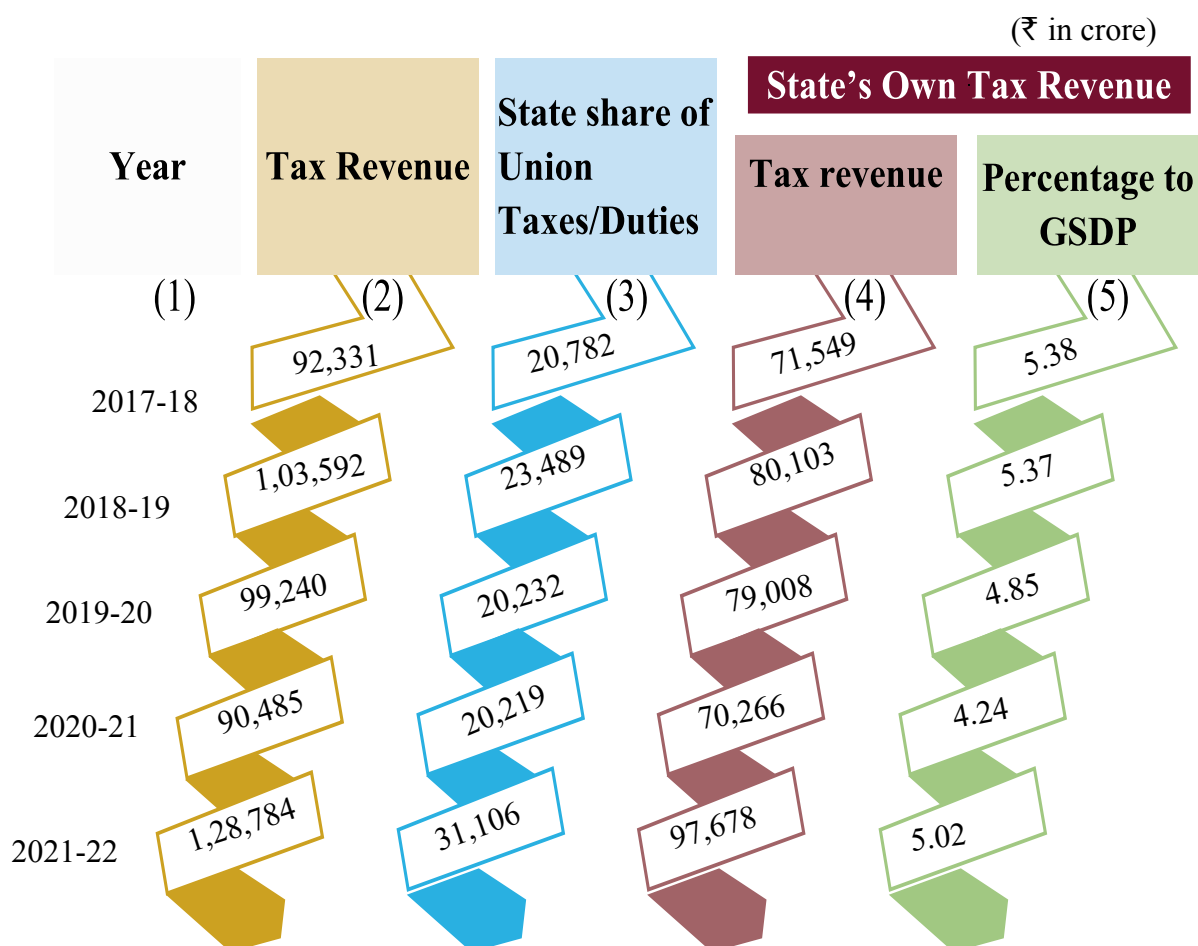 (₹ in crore)
State's Own Tax Revenue
Year
Tax Revenue
State share of
Union
Taxes/Duties
Tax revenue
Percentage to
GSDP
(1) (2) (3) (4) (5)
2017-18 92,331 20,782 71,549 5.38
2018-19 1,03,592 23,489 80,103 5.37
2019-20 99,240 20,232 79,008 4.85
2020-21 90,485 20,219 70,266 4.24
2021-22 1,28,784 31,106 97,678 5.02